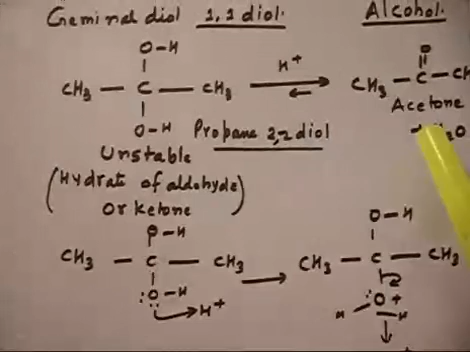 Geminal diol 1,1 diol. Alcohol.
O-H O
CH3 - C - CH3 H+ CH3 - C - CH
O-H Acetone
Propane 2,2 diol
Unstable
(Hydrate of aldehyde)
or ketone
O-H O-H
CH3 - C - CH3 CH3 - C - CH3
:O-H H+ :O+
H H